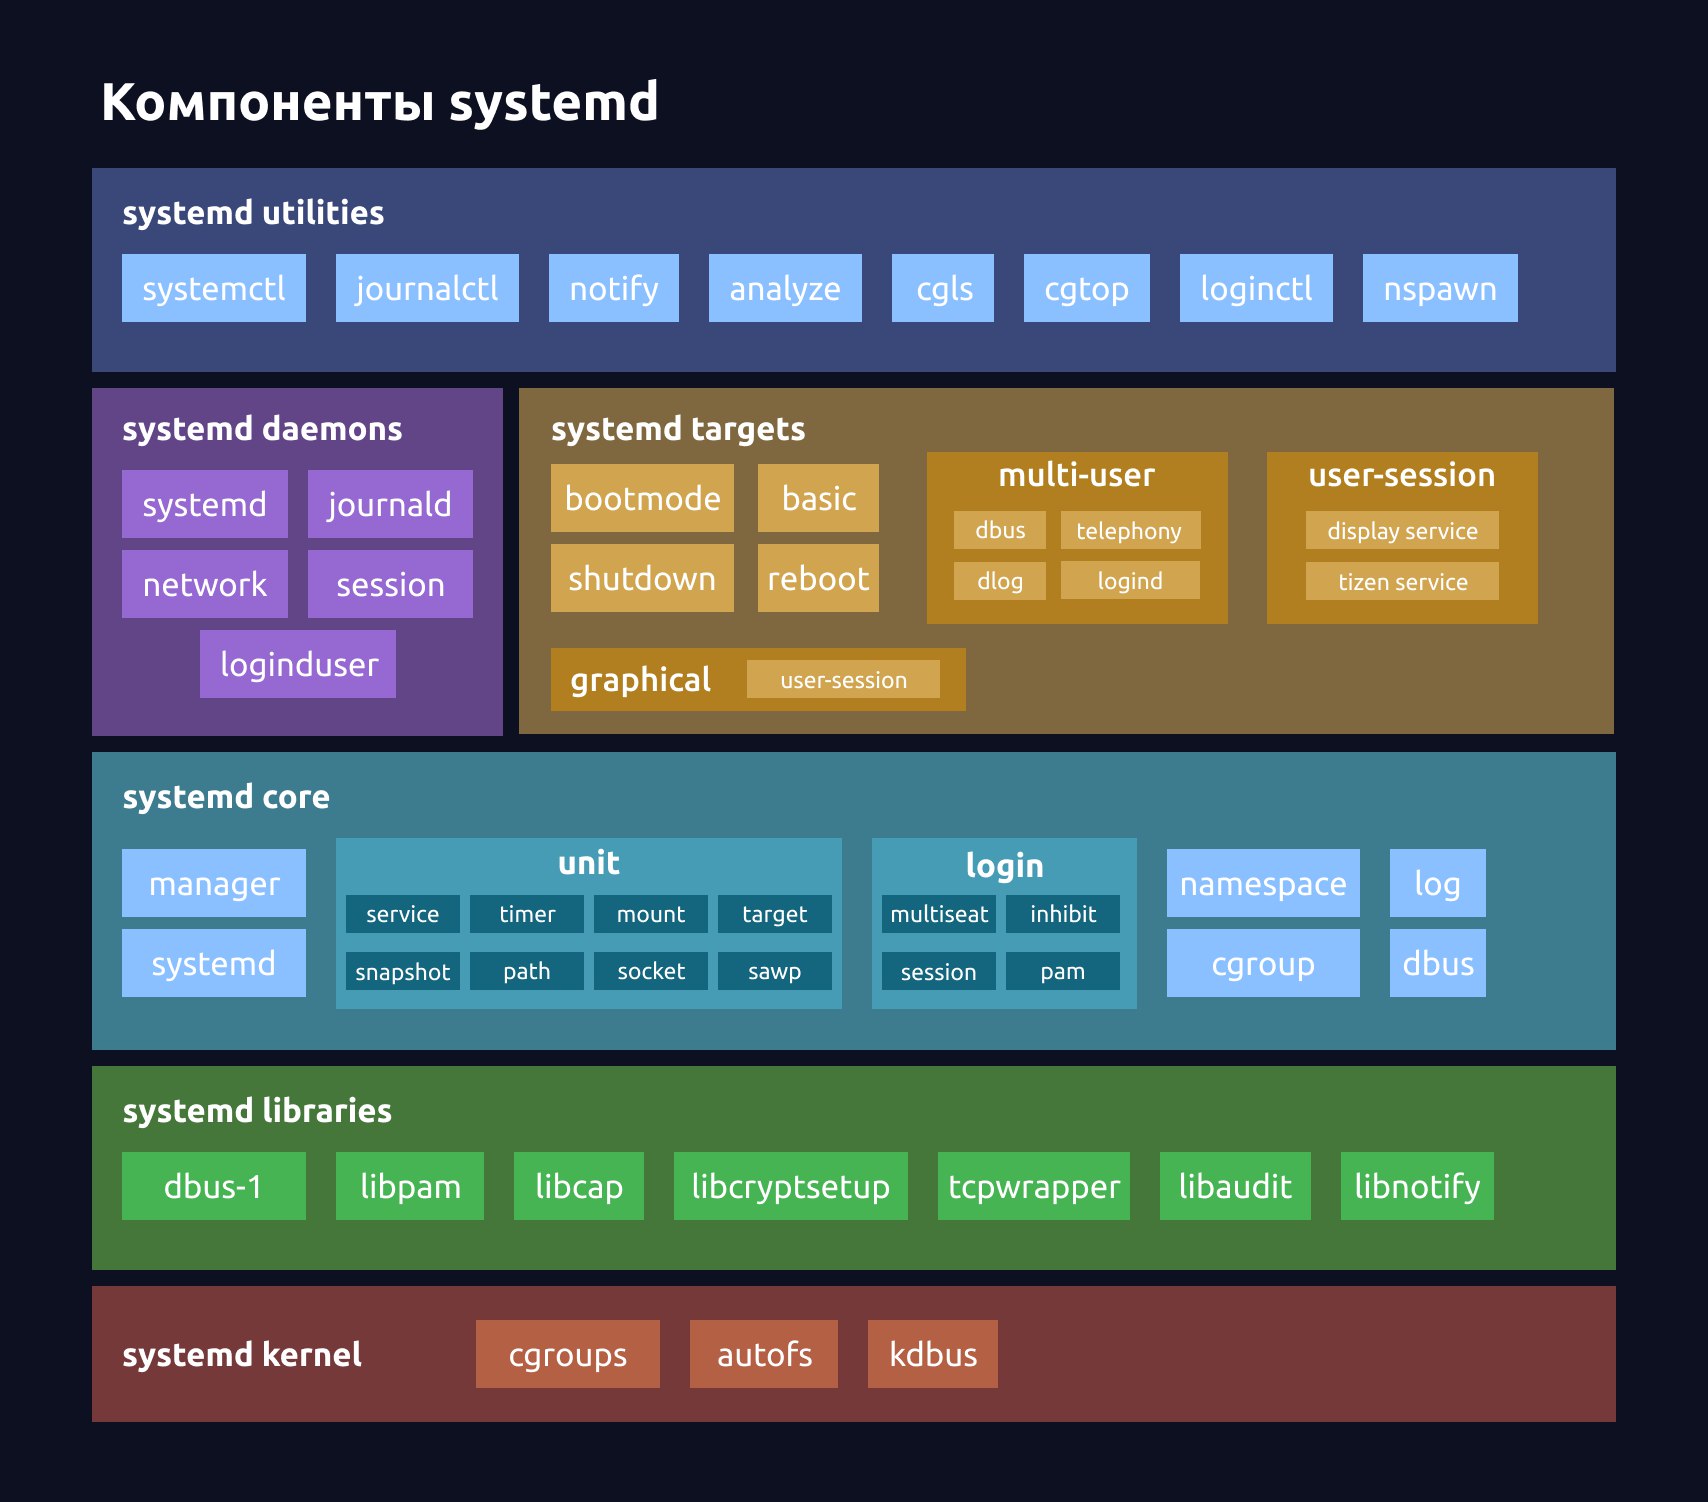 Компоненты systemd
systemd utilities
systemctl journalctl notify analyze cgls cgtop loginctl nspawn
systemd daemons
systemd journald
network session
loginduser
systemd targets
bootmode basic
shutdown reboot
multi-user
dbus telephony
dlog logind
user-session
display service
tizen service
graphical user-session
systemd core
manager
systemd
unit
service timer mount target
snapshot path socket sawp
login
multiseat inhibit
session pam
namespace log
cgroup dbus
systemd libraries
dbus-1 libpam libcap libcryptsetup tcpwrapper libaudit libnotify
systemd kernel cgroups autofs kdbus